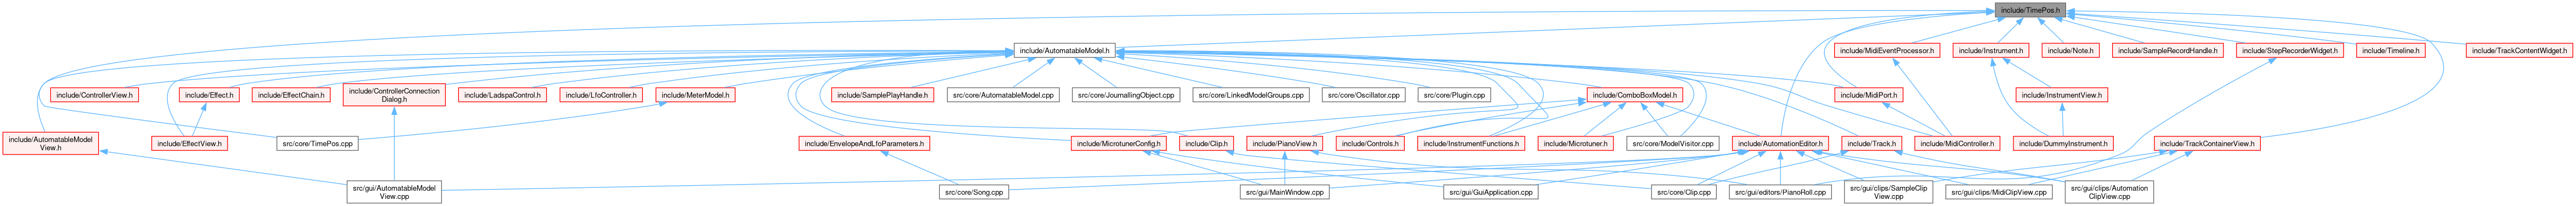 include/TimePos.h
include/AutomatableModel.h
include/MidiEventProcessor.h
include/Instrument.h
include/Note.h
include/SampleRecordHandle.h
include/StepRecorderWidget.h
include/Timeline.h
include/TrackContentWidget.h
include/ControllerView.h
include/Effect.h
include/EffectChain.h
include/ControllerConnection
Dialog.h
include/LadspaControl.h
include/LfoController.h
include/MeterModel.h
include/SamplePlayHandle.h
src/core/AutomatableModel.cpp
src/core/JournallingObject.cpp
src/core/LinkedModelGroups.cpp
src/core/Oscillator.cpp
src/core/Plugin.cpp
include/ComboBoxModel.h
include/MidiPort.h
include/InstrumentView.h
include/AutomatableModel
View.h
include/EffectView.h
src/core/TimePos.cpp
include/EnvelopeAndLfoParameters.h
include/MicrotunerConfig.h
include/Clip.h
include/PianoView.h
include/Controls.h
include/InstrumentFunctions.h
include/Microtuner.h
src/core/ModelVisitor.cpp
include/AutomationEditor.h
include/Track.h
include/MidiController.h
include/DummyInstrument.h
include/TrackContainerView.h
src/gui/AutomatableModel
View.cpp
src/core/Song.cpp
src/gui/MainWindow.cpp
src/gui/GuiApplication.cpp
src/core/Clip.cpp
src/gui/editors/PianoRoll.cpp
src/gui/clips/SampleClip
View.cpp
src/gui/clips/MidiClipView.cpp
src/gui/clips/Automation
ClipView.cpp